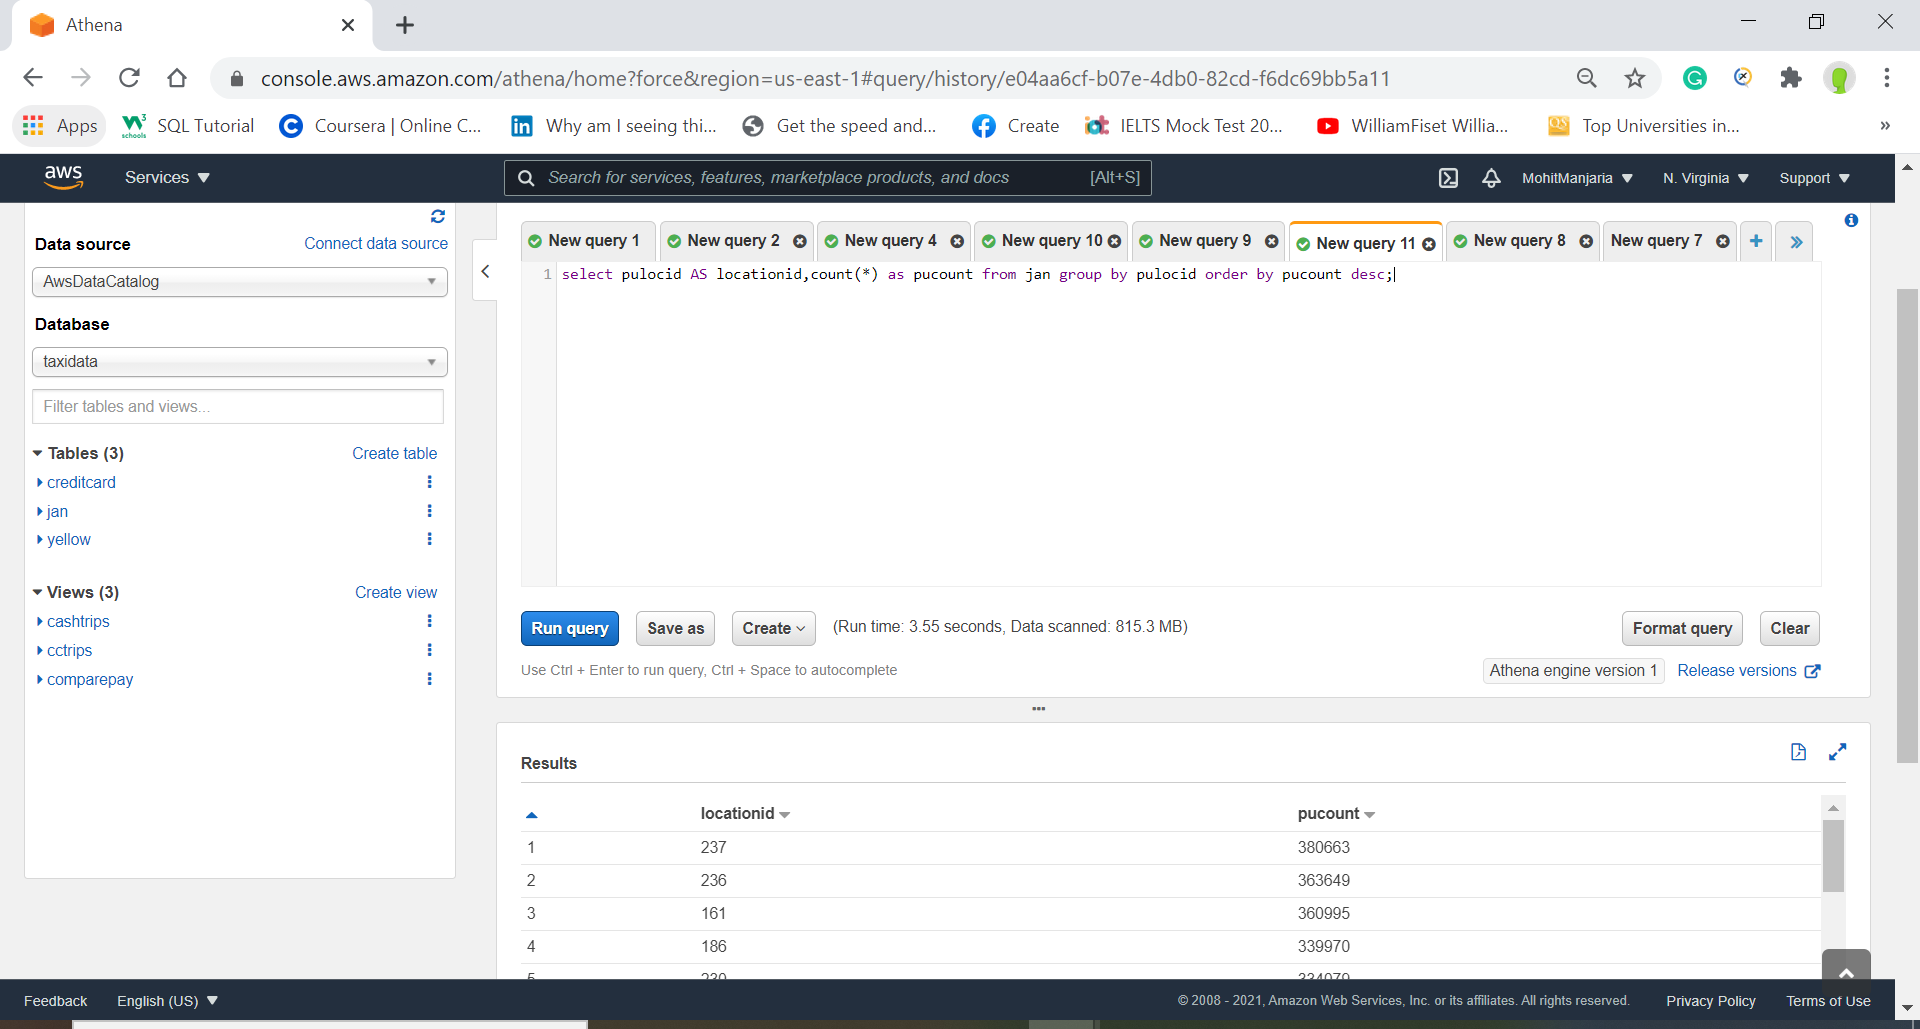 Athena
console.aws.amazon.com/athena/home?force&region=us-east-1#query/history/e04aa6cf-b07e-4db0-82cd-f6dc69bb5a11
Apps
W3 schools SQL Tutorial
C Coursera | Online C...
in Why am I seeing thi...
Get the speed and...
Create
iot IELTS Mock Test 20...
WilliamFiset Willia...
QS Top Universities in...
»
aws Services
Search for services, features, marketplace products, and docs [Alt+S]
MohitManjaria N. Virginia Support
Data source Connect data source
AwsDataCatalog
Database
taxidata
Filter tables and views...
Tables (3) Create table
creditcard
jan
yellow
Views (3) Create view
cashtrips
cctrips
comparepay
New query 1 New query 2 New query 4 New query 10 New query 9 New query 11 New query 8 New query 7 + »
1 select pulocid AS locationid,count(*) as pucount from jan group by pulocid order by pucount desc;
Run query Save as Create (Run time: 3.55 seconds, Data scanned: 815.3 MB) Format query Clear
Use Ctrl + Enter to run query, Ctrl + Space to autocomplete Athena engine version 1 Release versions
Results
locationid pucount
1 237 380663
2 236 363649
3 161 360995
4 186 339970
Feedback English (US) © 2008 - 2021, Amazon Web Services, Inc. or its affiliates. All rights reserved. Privacy Policy Terms of Use